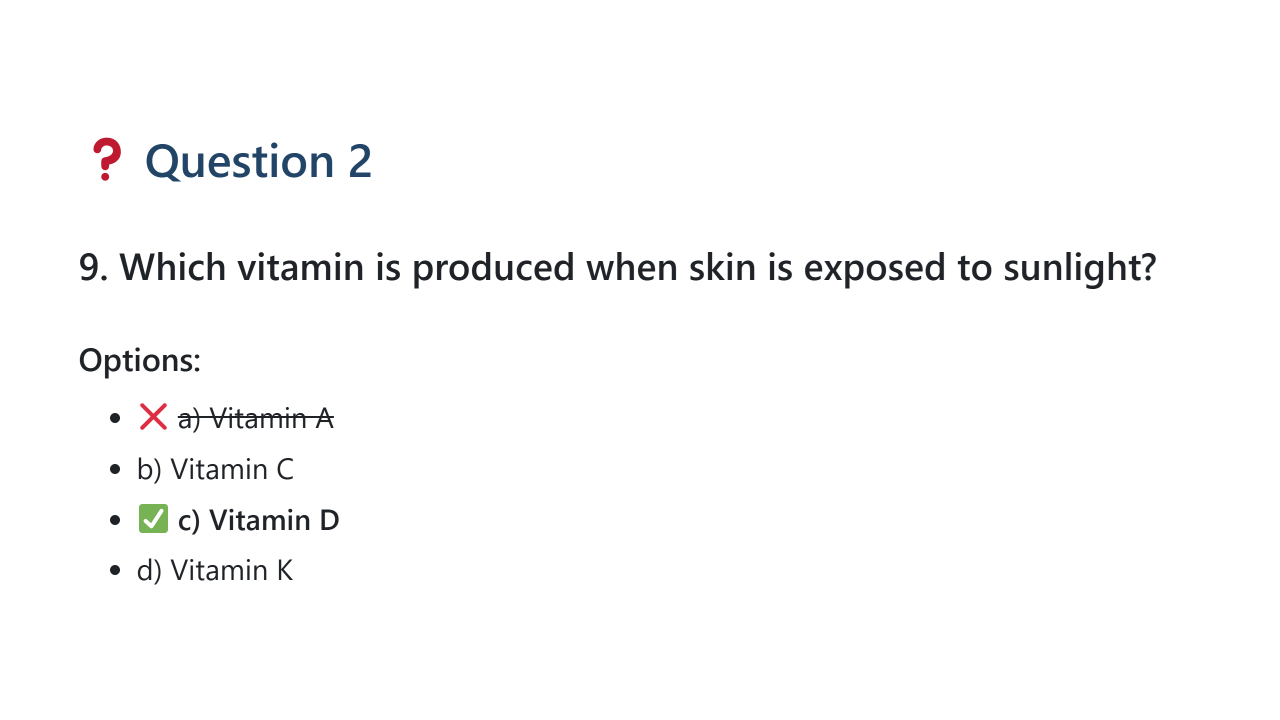 ❓ Question 2
9. Which vitamin is produced when skin is exposed to sunlight?
Options:
• ❌ a) Vitamin A
• b) Vitamin C
• ✅ c) Vitamin D
• d) Vitamin K